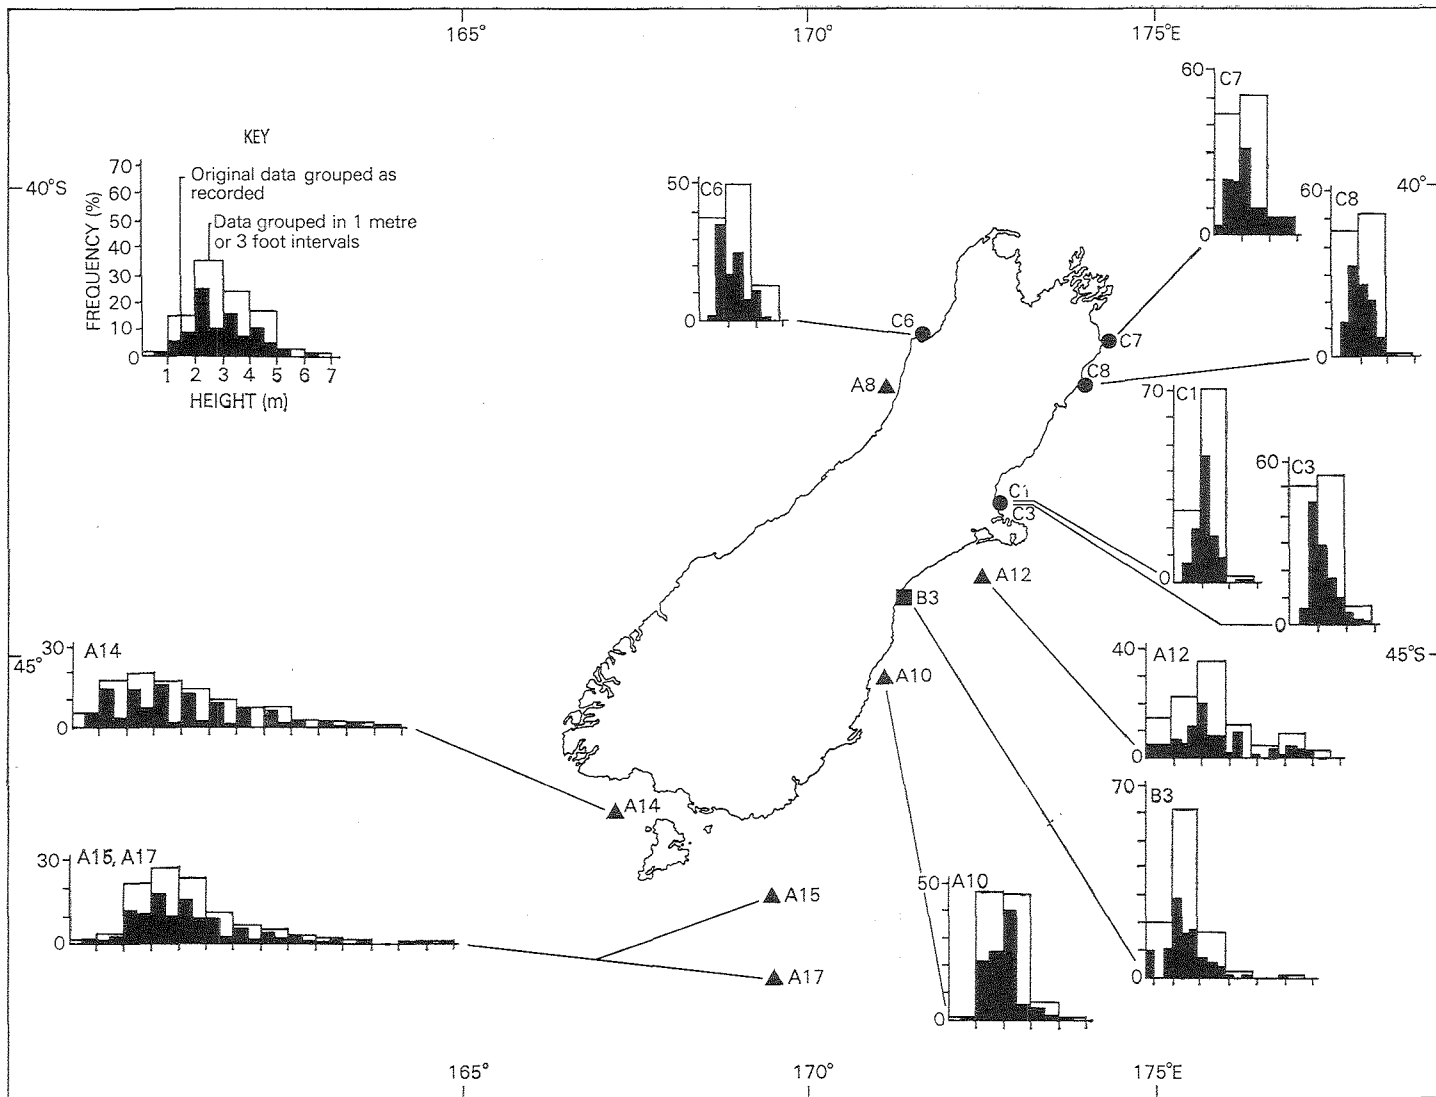 165°
170°
175°E
KEY
Original data grouped as
recorded
Data grouped in 1 metre
or 3 foot intervals
FREQUENCY (%)
70
60
50
40
30
20
10
0
1 2 3 4 5 6 7
HEIGHT (m)
40°S
40°
60
C7
0
50
C6
0
60
C8
0
C6
C7
C8
A8
70
C1
0
60
C3
0
C1
C3
A12
B3
A10
45°
45°S
30
A14
0
40
A12
0
70
B3
0
A14
30
A15, A17
0
A15
A17
50
A10
0
165°
170°
175°E